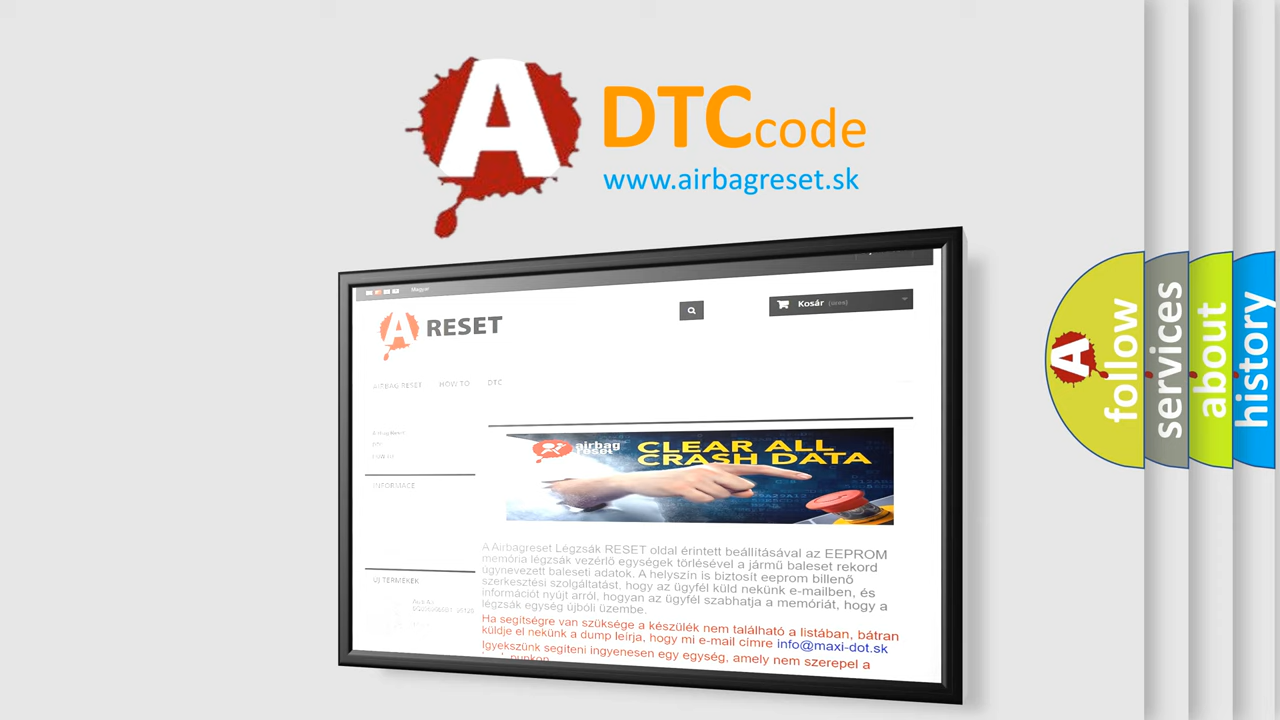 A
DTC code
www.airbagreset.sk
Magyar
A RESET
Kosár (üres)
AIRBAG RESET HOW TO DTC
INFORMACE
ÚJ TERMÉKEK
airbag
reset
CLEAR ALL
CRASH DATA
A Airbagreset Légzsák RESET oldal érintett beállításával az EEPROM
memória légzsák vezérlő egységek törlésével a jármű baleset rekord
úgynevezett baleseti adatok. A helyszín is biztosít eeprom billenő
szerkesztési szolgáltatást, hogy az ügyfél küld nekünk e-mailben, és
információt nyújt arról, hogyan az ügyfél szabhatja a memóriát, hogy a
légzsák egység újbóli üzembe.
Ha segítségre van szüksége a készülék nem található a listában, bátran
küldje el nekünk a dump leírja, hogy mi e-mail címre info@maxi-dot.sk
Igyekszünk segíteni ingyenesen egy egység, amely nem szerepel a
A
follow
services
about
history